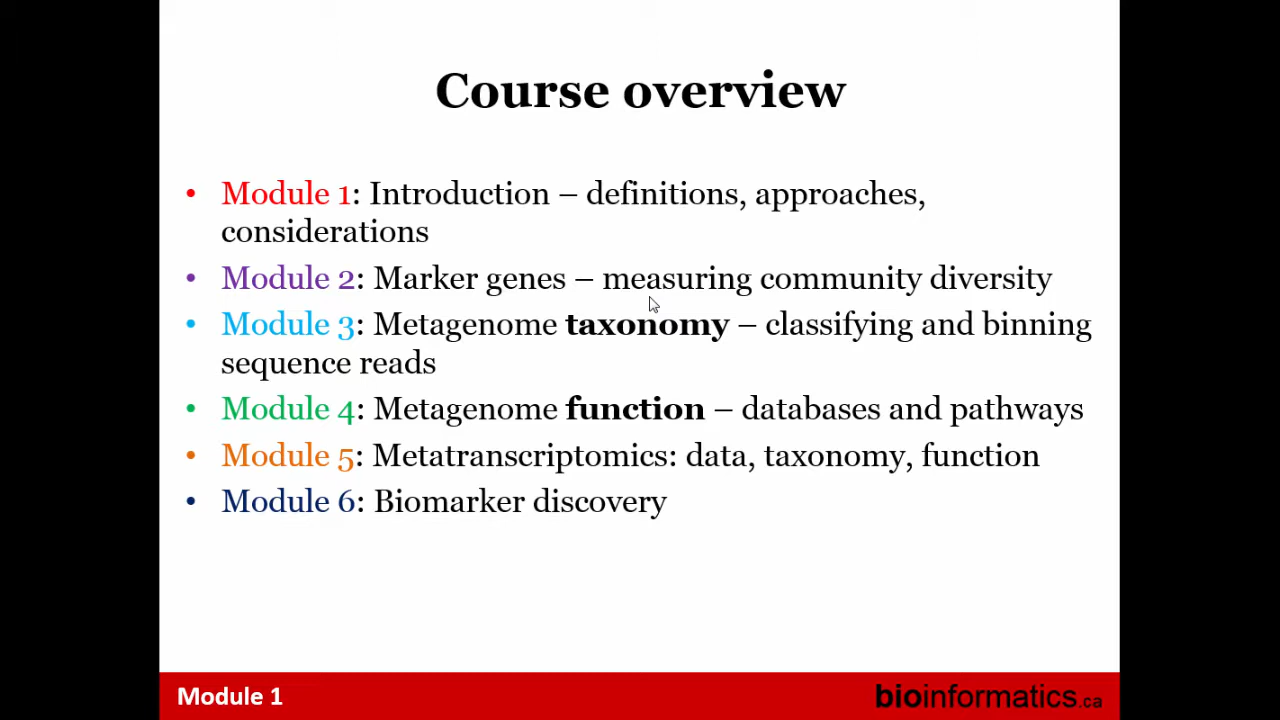 Course overview
• Module 1: Introduction – definitions, approaches,
considerations
• Module 2: Marker genes – measuring community diversity
• Module 3: Metagenome taxonomy – classifying and binning
sequence reads
• Module 4: Metagenome function – databases and pathways
• Module 5: Metatranscriptomics: data, taxonomy, function
• Module 6: Biomarker discovery
Module 1
bioinformatics.ca